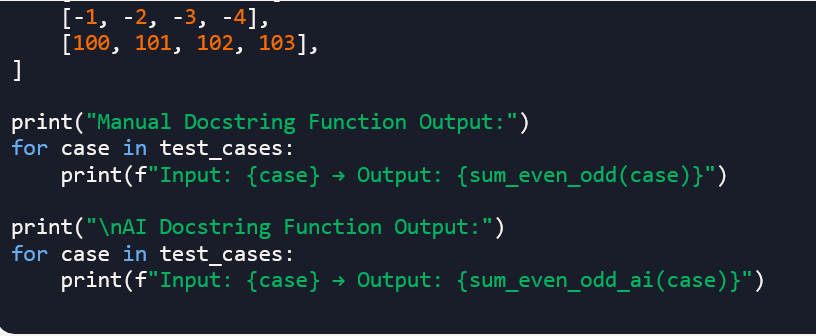 [-1, -2, -3, -4],
    [100, 101, 102, 103],
]

print("Manual Docstring Function Output:")
for case in test_cases:
    print(f"Input: {case} → Output: {sum_even_odd(case)}")

print("\nAI Docstring Function Output:")
for case in test_cases:
    print(f"Input: {case} → Output: {sum_even_odd_ai(case)}")